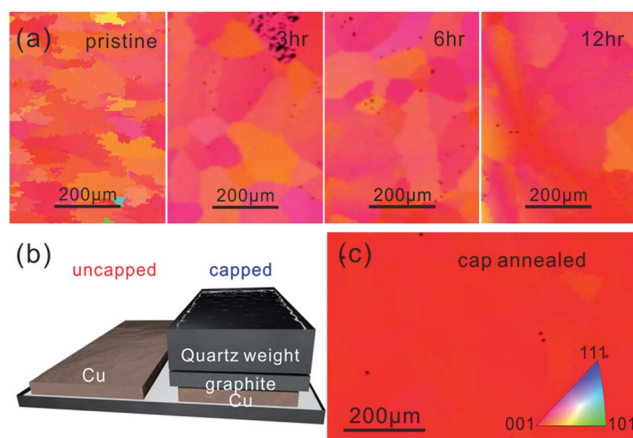 (a) pristine 3hr 6hr 12hr
200μm 200μm 200μm 200μm
(b) uncapped capped
Quartz weight
graphite
Cu Cu
(c) cap annealed
200μm
111
001 101